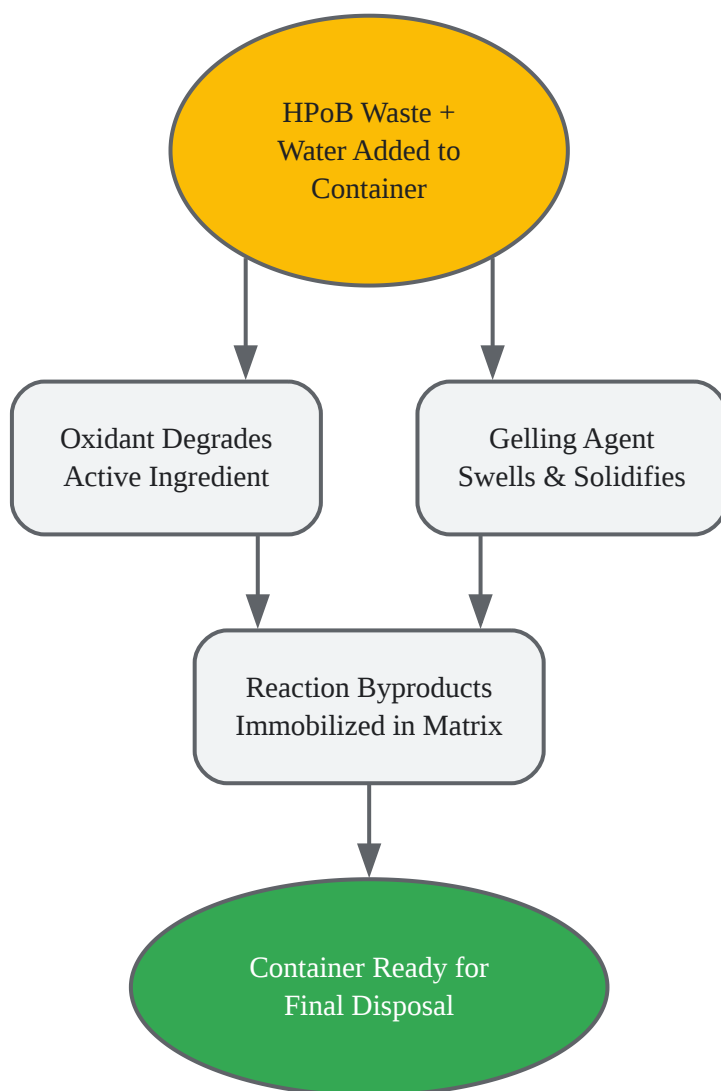 HPoB Waste +
Water Added to
Container
Oxidant Degrades
Active Ingredient
Gelling Agent
Swells & Solidifies
Reaction Byproducts
Immobilized in Matrix
Container Ready for
Final Disposal